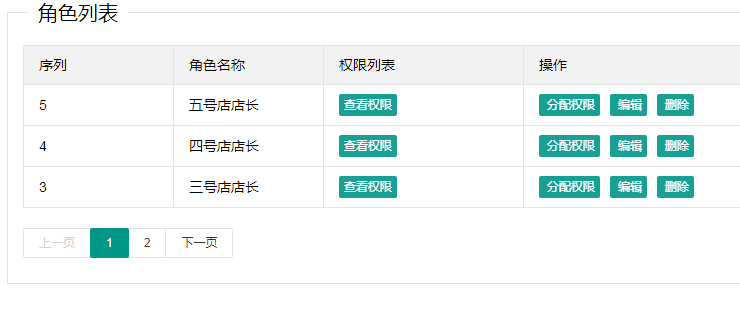 角色列表
序列 角色名称 权限列表 操作
5 五号店店长 查看权限 分配权限 编辑 删除
4 四号店店长 查看权限 分配权限 编辑 删除
3 三号店店长 查看权限 分配权限 编辑 删除
上一页 1 2 下一页